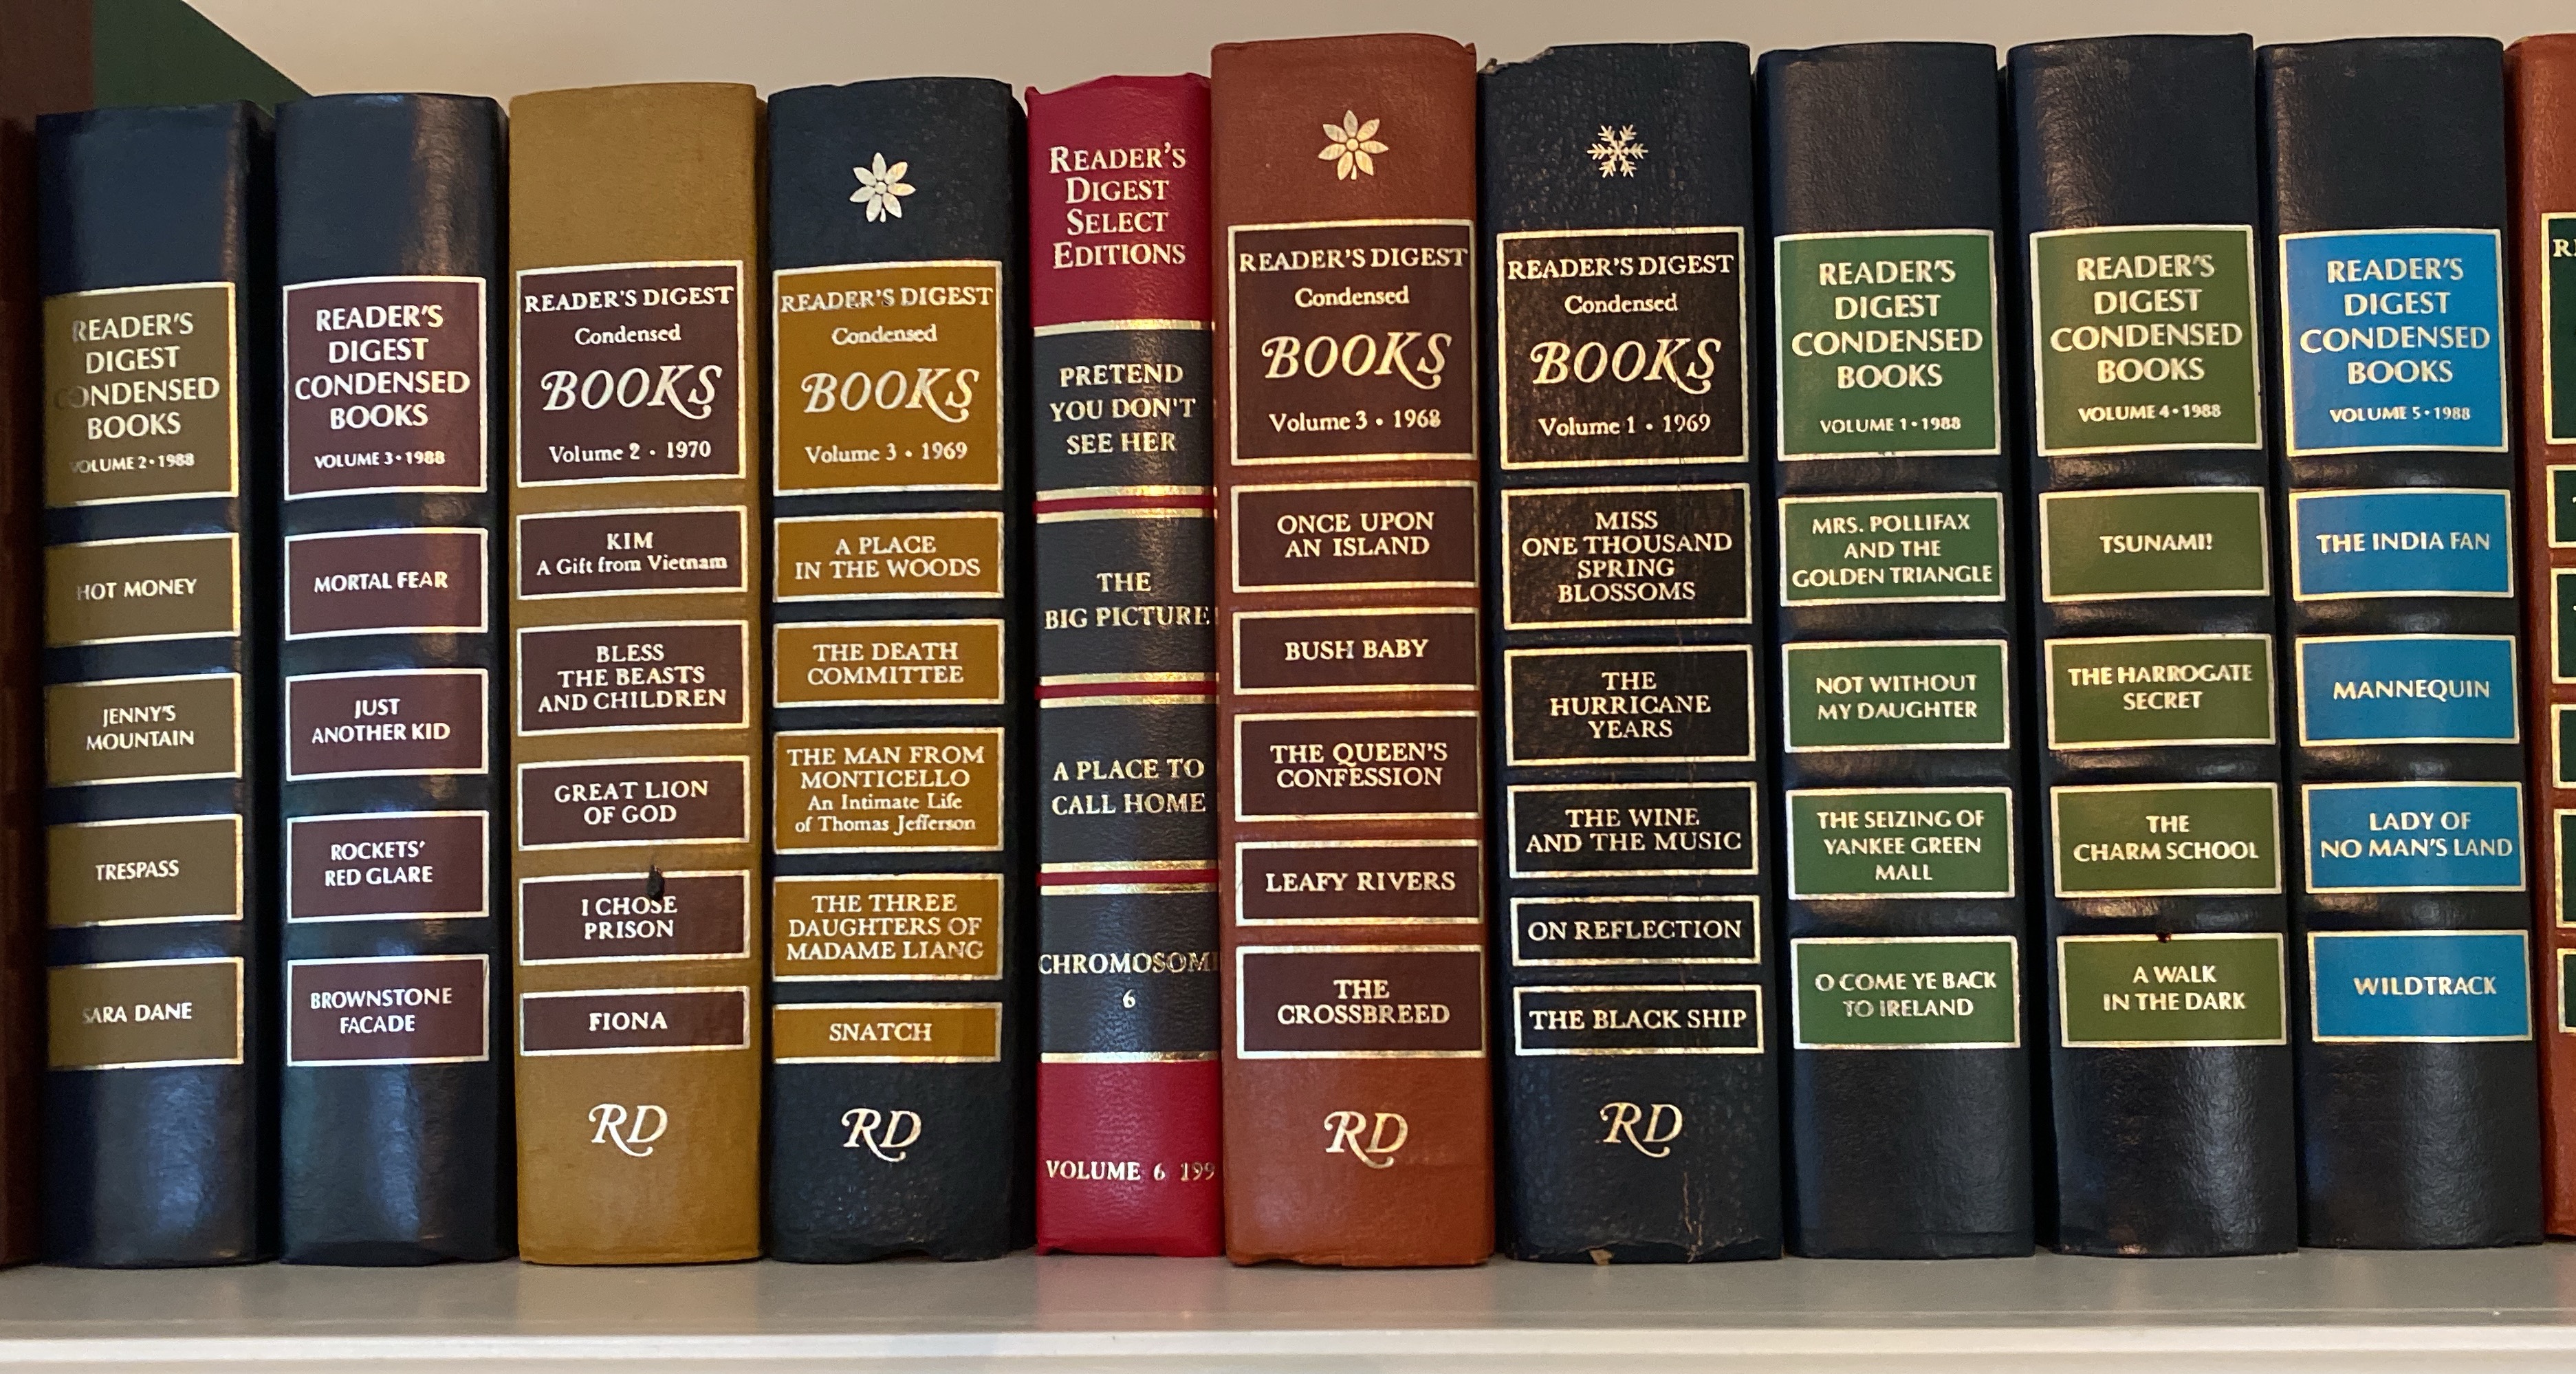 READER'S
DIGEST
CONDENSED
BOOKS
VOLUME 2 • 1988
HOT MONEY
JENNY'S
MOUNTAIN
TRESPASS
SARA DANE
READER'S
DIGEST
CONDENSED
BOOKS
VOLUME 3 • 1988
MORTAL FEAR
JUST
ANOTHER KID
ROCKETS'
RED GLARE
BROWNSTONE
FACADE
READER'S DIGEST
Condensed
BOOKS
Volume 2 • 1970
KIM
A Gift from Vietnam
BLESS
THE BEASTS
AND CHILDREN
GREAT LION
OF GOD
I CHOSE
PRISON
FIONA
RD
READER'S DIGEST
Condensed
BOOKS
Volume 3 • 1969
A PLACE
IN THE WOODS
THE DEATH
COMMITTEE
THE MAN FROM
MONTICELLO
An Intimate Life
of Thomas Jefferson
THE THREE
DAUGHTERS OF
MADAME LIANG
SNATCH
RD
READER'S
DIGEST
SELECT
EDITIONS
PRETEND
YOU DON'T
SEE HER
THE
BIG PICTURE
A PLACE TO
CALL HOME
CHROMOSOM
6
VOLUME 6 199
READER'S DIGEST
Condensed
BOOKS
Volume 3 • 1968
ONCE UPON
AN ISLAND
BUSH BABY
THE QUEEN'S
CONFESSION
LEAFY RIVERS
THE
CROSSBREED
RD
READER'S DIGEST
Condensed
BOOKS
Volume 1 • 1969
MISS
ONE THOUSAND
SPRING
BLOSSOMS
THE
HURRICANE
YEARS
THE WINE
AND THE MUSIC
ON REFLECTION
THE BLACK SHIP
RD
READER'S
DIGEST
CONDENSED
BOOKS
VOLUME 1 • 1988
MRS. POLLIFAX
AND THE
GOLDEN TRIANGLE
NOT WITHOUT
MY DAUGHTER
THE SEIZING OF
YANKEE GREEN
MALL
O COME YE BACK
TO IRELAND
READER'S
DIGEST
CONDENSED
BOOKS
VOLUME 4 • 1988
TSUNAMI!
THE HARROGATE
SECRET
THE
CHARM SCHOOL
A WALK
IN THE DARK
READER'S
DIGEST
CONDENSED
BOOKS
VOLUME 5 • 1988
THE INDIA FAN
MANNEQUIN
LADY OF
NO MAN'S LAND
WILDTRACK